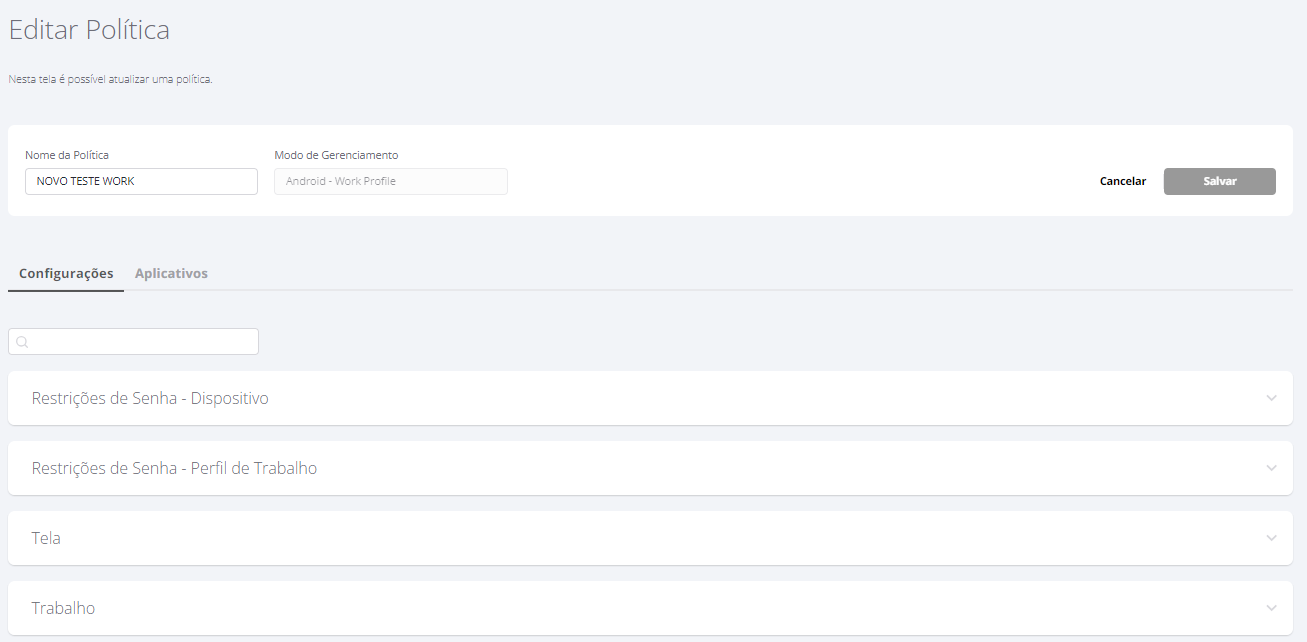 Editar Política
Nesta tela é possível atualizar uma política.
Nome da Política
Modo de Gerenciamento
NOVO TESTE WORK
Android - Work Profile
Cancelar
Salvar
Configurações
Aplicativos
Restrições de Senha - Dispositivo
Restrições de Senha - Perfil de Trabalho
Tela
Trabalho